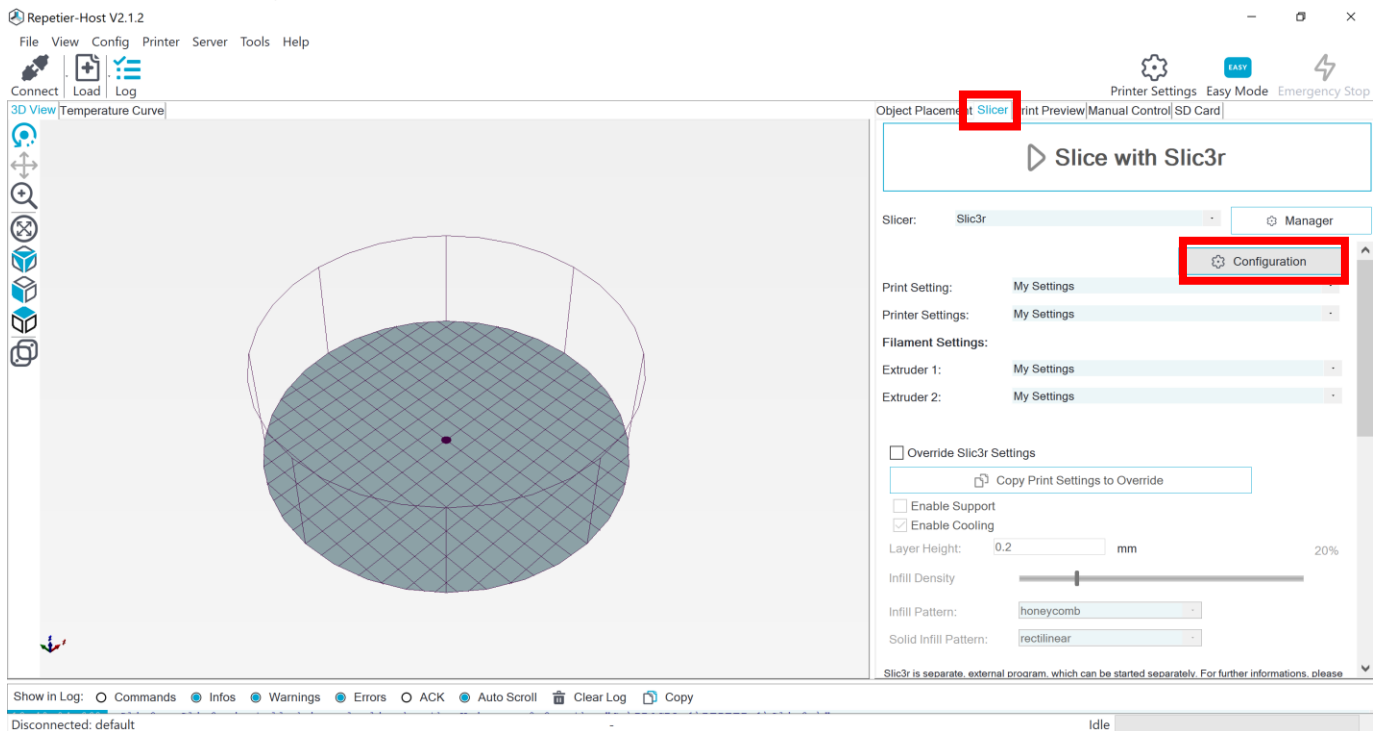 Repetier-Host V2.1.2
File View Config Printer Server Tools Help
Connect Load Log
Printer Settings EASY Easy Mode Emergency Stop
3D View Temperature Curve
Object Placement Slicer Print Preview Manual Control SD Card
Slice with Slic3r
Slicer: Slic3r Manager
Configuration
Print Setting: My Settings
Printer Settings: My Settings
Filament Settings:
Extruder 1: My Settings
Extruder 2: My Settings
Override Slic3r Settings
Copy Print Settings to Override
Enable Support
Enable Cooling
Layer Height: 0.2 mm 20%
Infill Density
Infill Pattern: honeycomb
Solid Infill Pattern: rectilinear
Slic3r is separate, external program, which can be started separately. For further informations, please
Show in Log: Commands Infos Warnings Errors ACK Auto Scroll Clear Log Copy
Disconnected: default - Idle